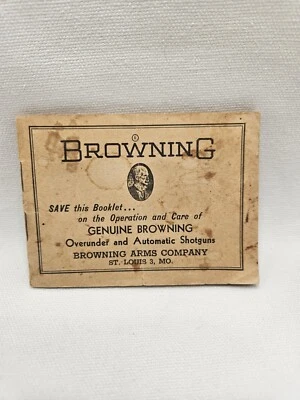 BROWNING
SAVE this Booklet...
on the Operation and Care of
GENUINE BROWNING
Overunder and Automatic Shotguns
BROWNING ARMS COMPANY
ST. LOUIS 3, MO.